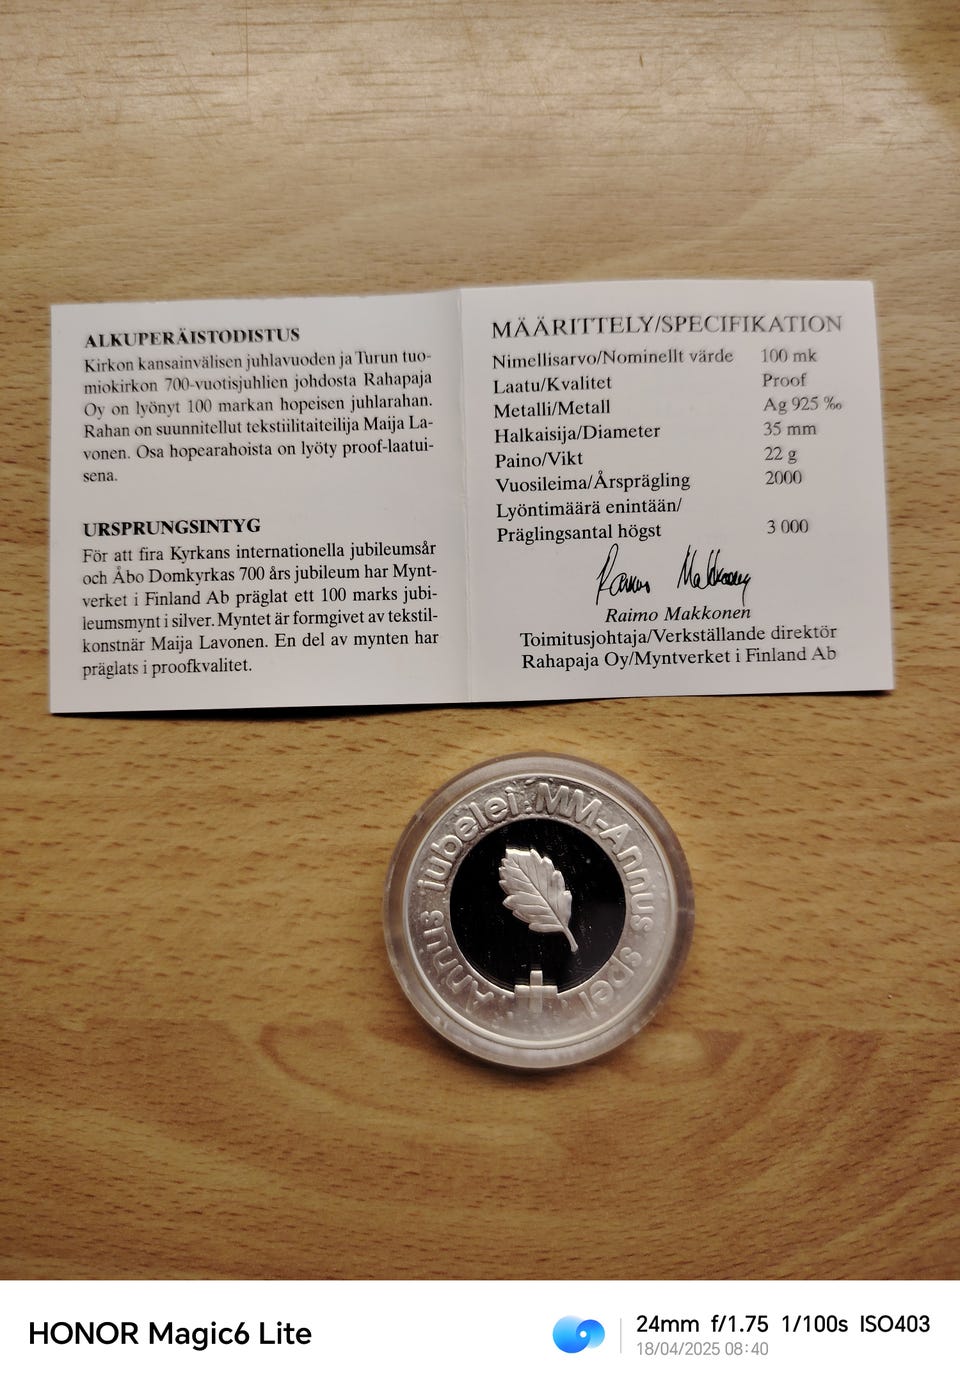 ALKUPERÄISTODISTUS
Kirkon kansainvälisen juhlavuoden ja Turun tuo-
miokirkon 700-vuotisjuhlien johdosta Rahapaja
Oy on lyönyt 100 markan hopeisen juhlarahan.
Rahan on suunnitellut tekstiilitaiteilija Maija La-
vonen. Osa hopearahoista on lyöty proof-laatui-
sena.
URSPRUNGSINTYG
För att fira Kyrkans internationella jubileumsår
och Åbo Domkyrkas 700 års jubileum har Mynt-
verket i Finland Ab präglat ett 100 marks jubi-
leumsmynt i silver. Myntet är formgivet av tekstil-
konstnär Maija Lavonen. En del av mynten har
präglats i proofkvalitet.
MÄÄRITTELY/SPECIFIKATION
Nimellisarvo/Nominellt värde 100 mk
Laatu/Kvalitet Proof
Metalli/Metall Ag 925 ‰
Halkaisija/Diameter 35 mm
Paino/Vikt 22 g
Vuosileima/Årsprägling 2000
Lyöntimäärä enintään/
Präglingsantal högst 3 000
Raimo Makkonen
Raimo Makkonen
Toimitusjohtaja/Verkställande direktör
Rahapaja Oy/Myntverket i Finland Ab
Annus iubelei MM-Annus spei
HONOR Magic6 Lite
24mm f/1.75 1/100s ISO403
18/04/2025 08:40